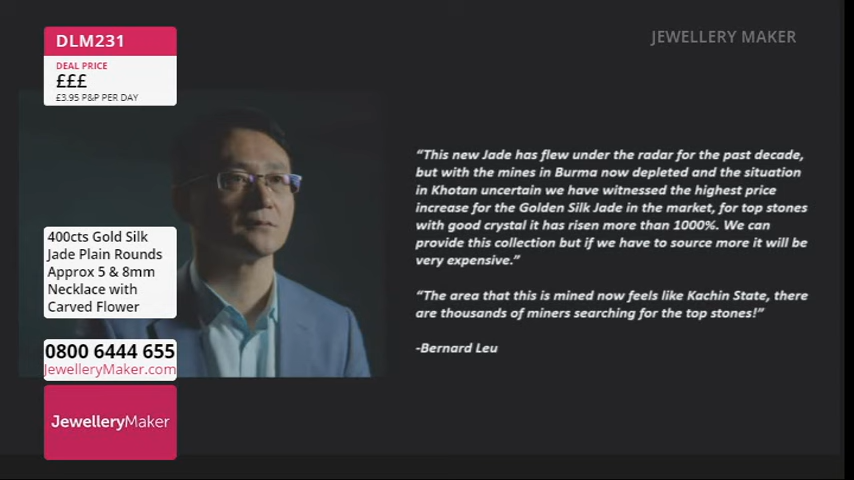 DLM231
DEAL PRICE
£££
£3.95 P&P PER DAY
JEWELLERY MAKER
“This new Jade has flew under the radar for the past decade,
but with the mines in Burma now depleted and the situation
in Khotan uncertain we have witnessed the highest price
increase for the Golden Silk Jade in the market, for top stones
with good crystal it has risen more than 1000%. We can
provide this collection but if we have to source more it will be
very expensive.”
“The area that this is mined now feels like Kachin State, there
are thousands of miners searching for the top stones!”
-Bernard Leu
400cts Gold Silk
Jade Plain Rounds
Approx 5 & 8mm
Necklace with
Carved Flower
0800 6444 655
JewelleryMaker.com
JewelleryMaker